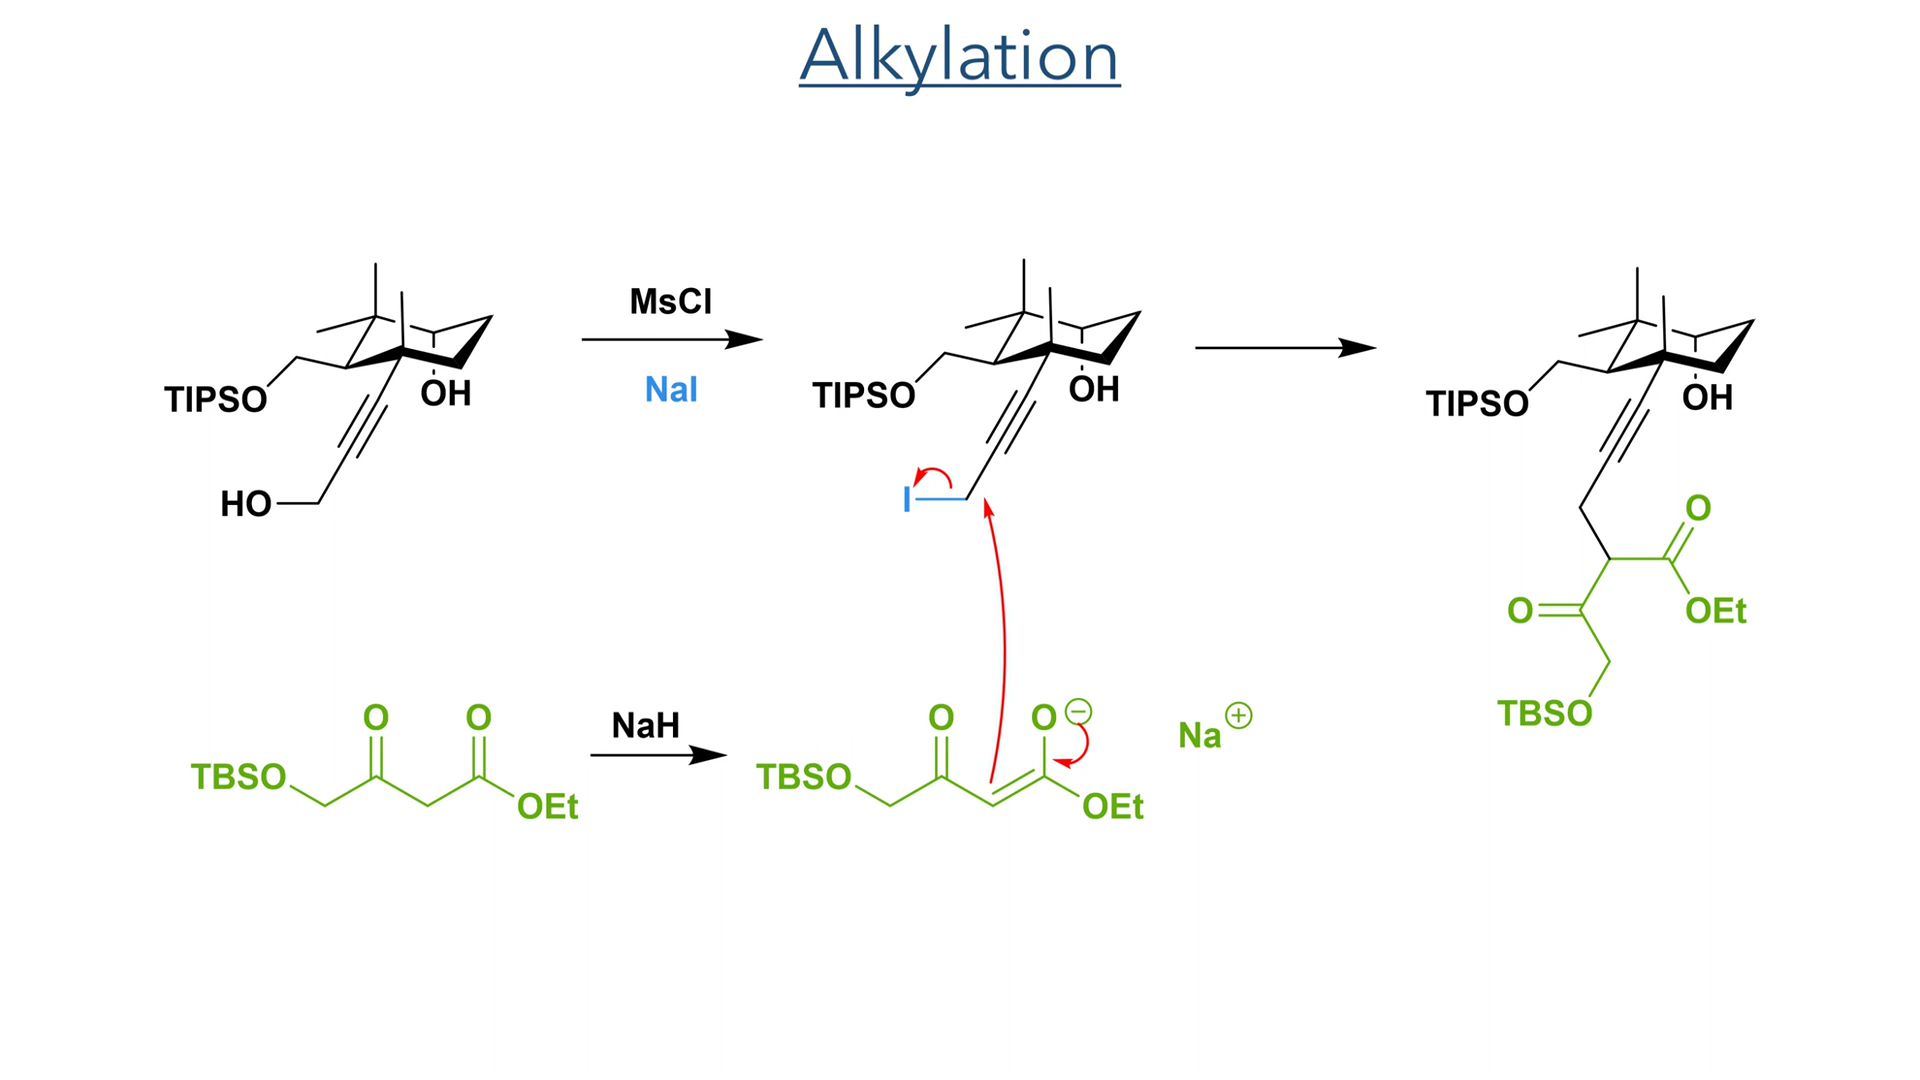 Alkylation
TIPSO
OH
HO
MsCl
NaI
TIPSO
OH
I
TIPSO
OH
O
O
OEt
TBSO
TBSO
O
O
OEt
NaH
TBSO
O
O ⊖
OEt
Na⊕